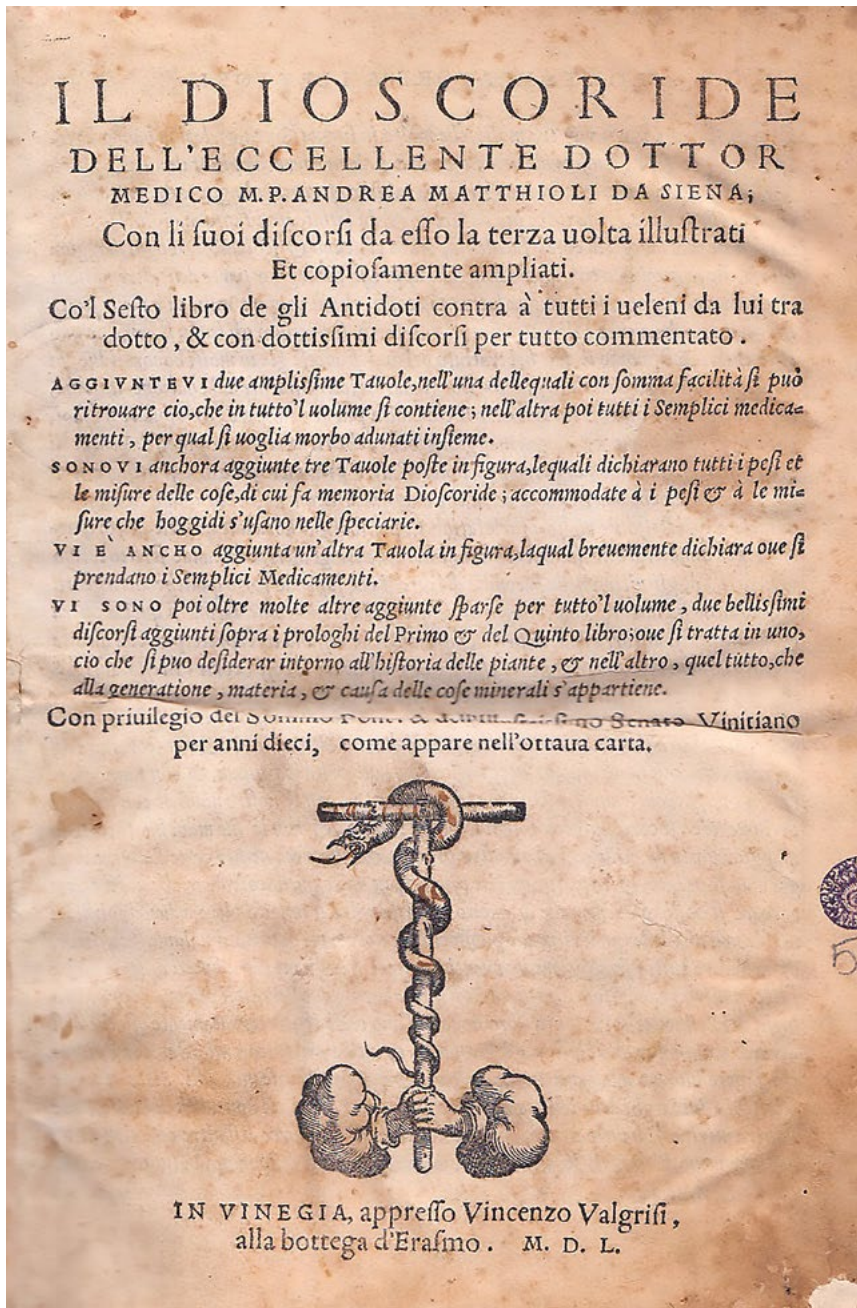 IL DIOSCORIDE
DELL'ECCELLENTE DOTTOR
MEDICO M.P. ANDREA MATTHIOLI DA SIENA;
Con li ſuoi diſcorſi da eſſo la terza uolta illuſtrati
Et copioſamente ampliati.
Co'l Seſto libro de gli Antidoti contra à tutti i ueleni da lui tra
dotto, & con dottiſsimi diſcorſi per tutto commentato.
AGGIVNTEVI due ampliſſime Tauole, nell'una dellequali con ſomma facilità ſi può
ritrouare cio, che in tutto'l uolume ſi contiene; nell'altra poi tutti i Semplici medica=
menti, per qual ſi uoglia morbo adunati inſieme.
SONOVI anchora aggiunte tre Tauole poſte in figura, lequali dichiarano tutti i peſi et
le miſure delle coſe, di cui fa memoria Dioſcoride; accommodate à i peſi & à le mi=
ſure che hoggidi s'uſano nelle ſpeciarie.
VI E' ANCHO aggiunta un'altra Tauola in figura, laqual breuemente dichiara oue ſi
prendano i Semplici Medicamenti.
VI SONO poi oltre molte altre aggiunte ſparſe per tutto'l uolume, due belliſſimi
diſcorſi aggiunti ſopra i prologhi del Primo & del Quinto libro; oue ſi tratta in uno,
cio che ſi puo deſiderar intorno all'hiſtoria delle piante, & nell'altro, quel tutto, che
alla generatione, materia, & cauſa delle coſe minerali s'appartiene.
Con priuilegio del Sommo & Senato Vinitiano
per anni dieci, come appare nell'ottaua carta.
IN VINEGIA, appreſſo Vincenzo Valgriſi,
alla bottega d'Eraſmo. M. D. L.
5